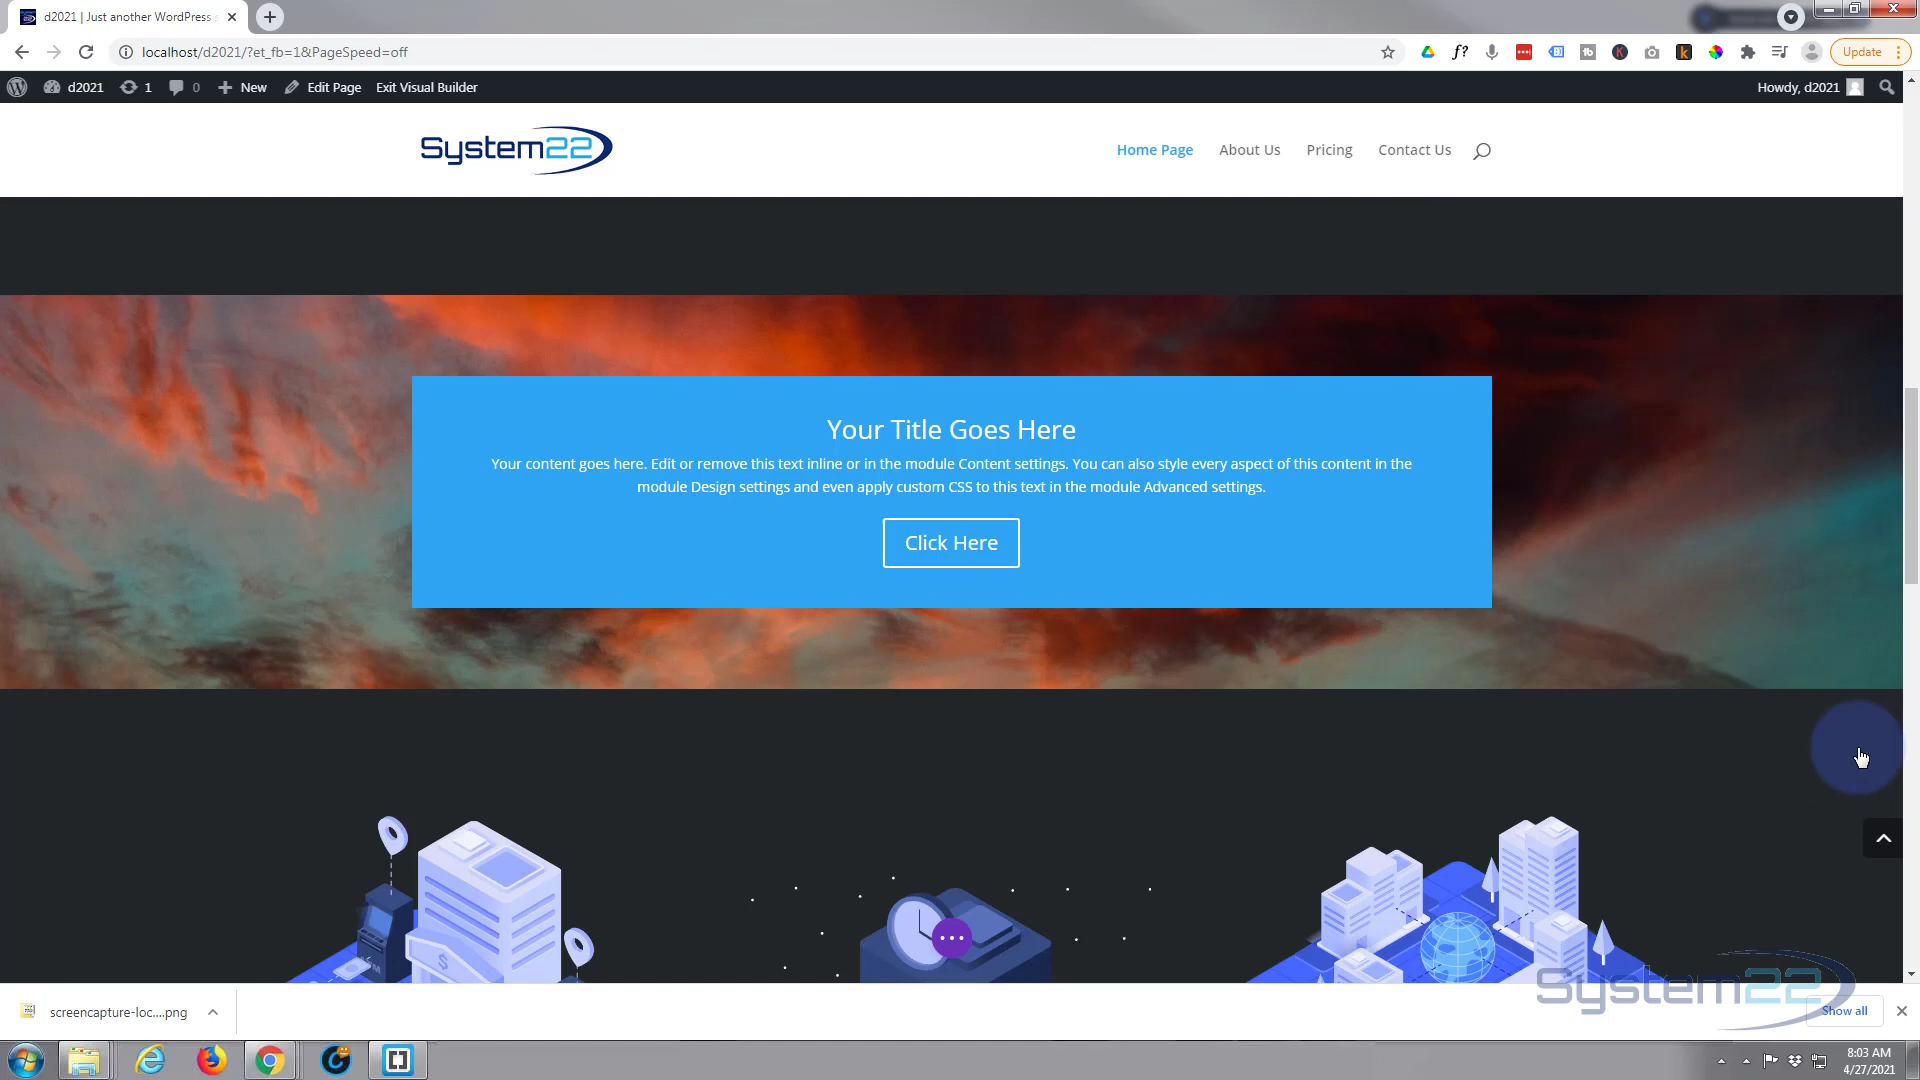 d2021 | Just another WordPress s
localhost/d2021/?et_fb=1&PageSpeed=off
Update
d2021
1
0
New
Edit Page
Exit Visual Builder
Howdy, d2021
System22
Home Page
About Us
Pricing
Contact Us
Your Title Goes Here
Your content goes here. Edit or remove this text inline or in the module Content settings. You can also style every aspect of this content in the
module Design settings and even apply custom CSS to this text in the module Advanced settings.
Click Here
System22
screencapture-loc....png
Show all
8:03 AM
4/27/2021